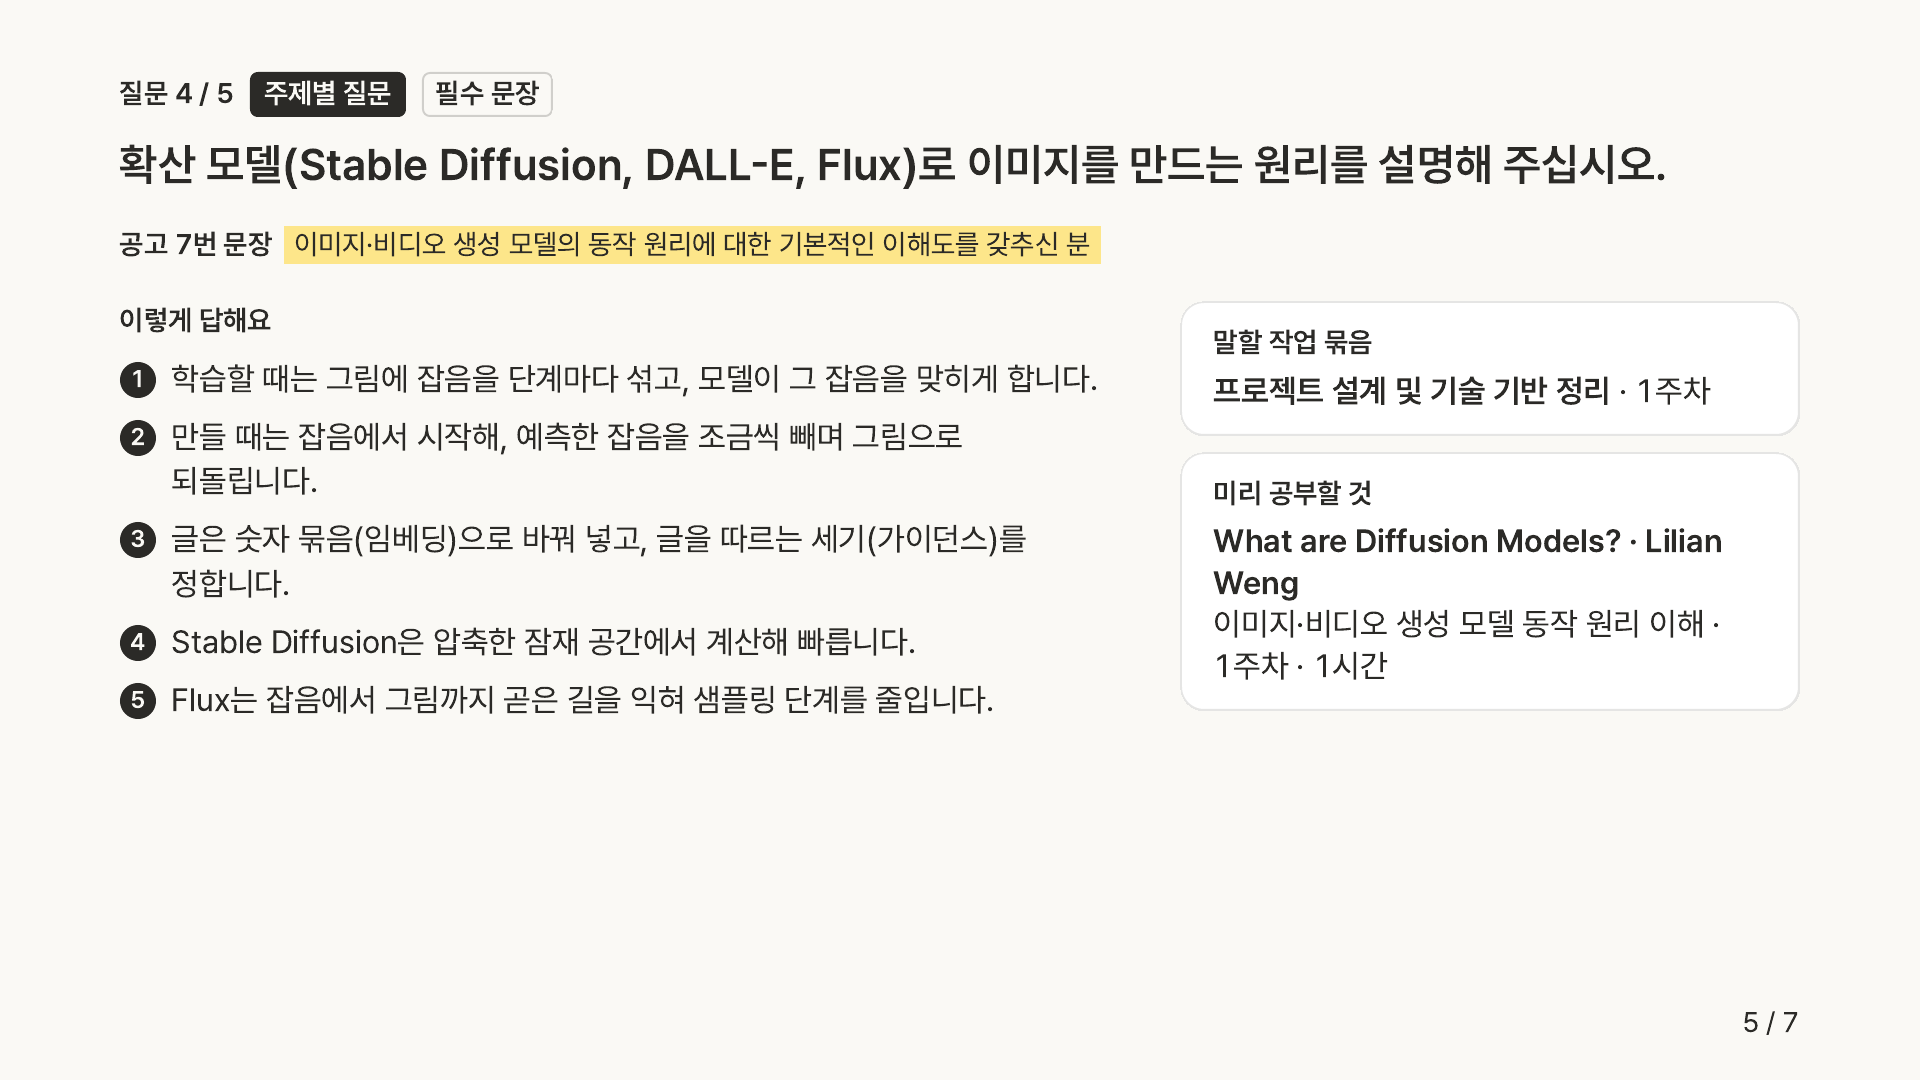 질문 4 / 5 주제별 질문 필수 문장
확산 모델(Stable Diffusion, DALL-E, Flux)로 이미지를 만드는 원리를 설명해 주십시오.
공고 7번 문장 이미지·비디오 생성 모델의 동작 원리에 대한 기본적인 이해도를 갖추신 분
이렇게 답해요
1 학습할 때는 그림에 잡음을 단계마다 섞고, 모델이 그 잡음을 맞히게 합니다.
2 만들 때는 잡음에서 시작해, 예측한 잡음을 조금씩 빼며 그림으로
되돌립니다.
3 글은 숫자 묶음(임베딩)으로 바꿔 넣고, 글을 따르는 세기(가이던스)를
정합니다.
4 Stable Diffusion은 압축한 잠재 공간에서 계산해 빠릅니다.
5 Flux는 잡음에서 그림까지 곧은 길을 익혀 샘플링 단계를 줄입니다.
말할 작업 묶음
프로젝트 설계 및 기술 기반 정리 · 1주차
미리 공부할 것
What are Diffusion Models? · Lilian
Weng
이미지·비디오 생성 모델 동작 원리 이해 ·
1주차 · 1시간
5 / 7